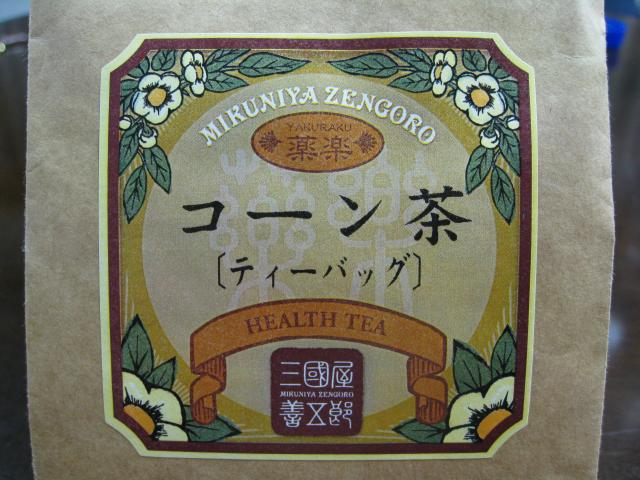 MIKUNIYA ZENGORO
YAKURAKU
薬楽
コーン茶
〔ティーバッグ〕
HEALTH TEA
三國屋
MIKUNIYA ZENGORO
善五郎